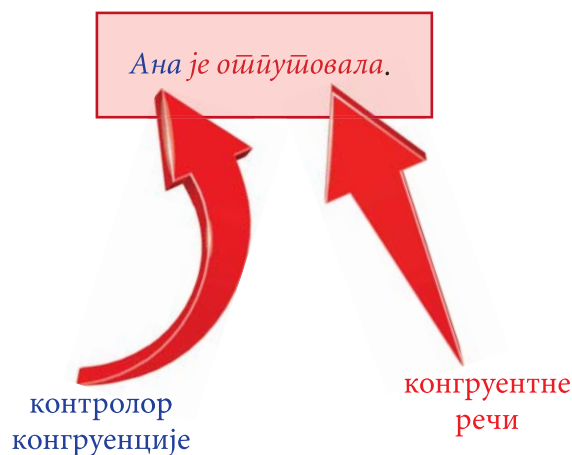 Ана је отпутовала.
контролор
конгруенције
конгруентне
речи